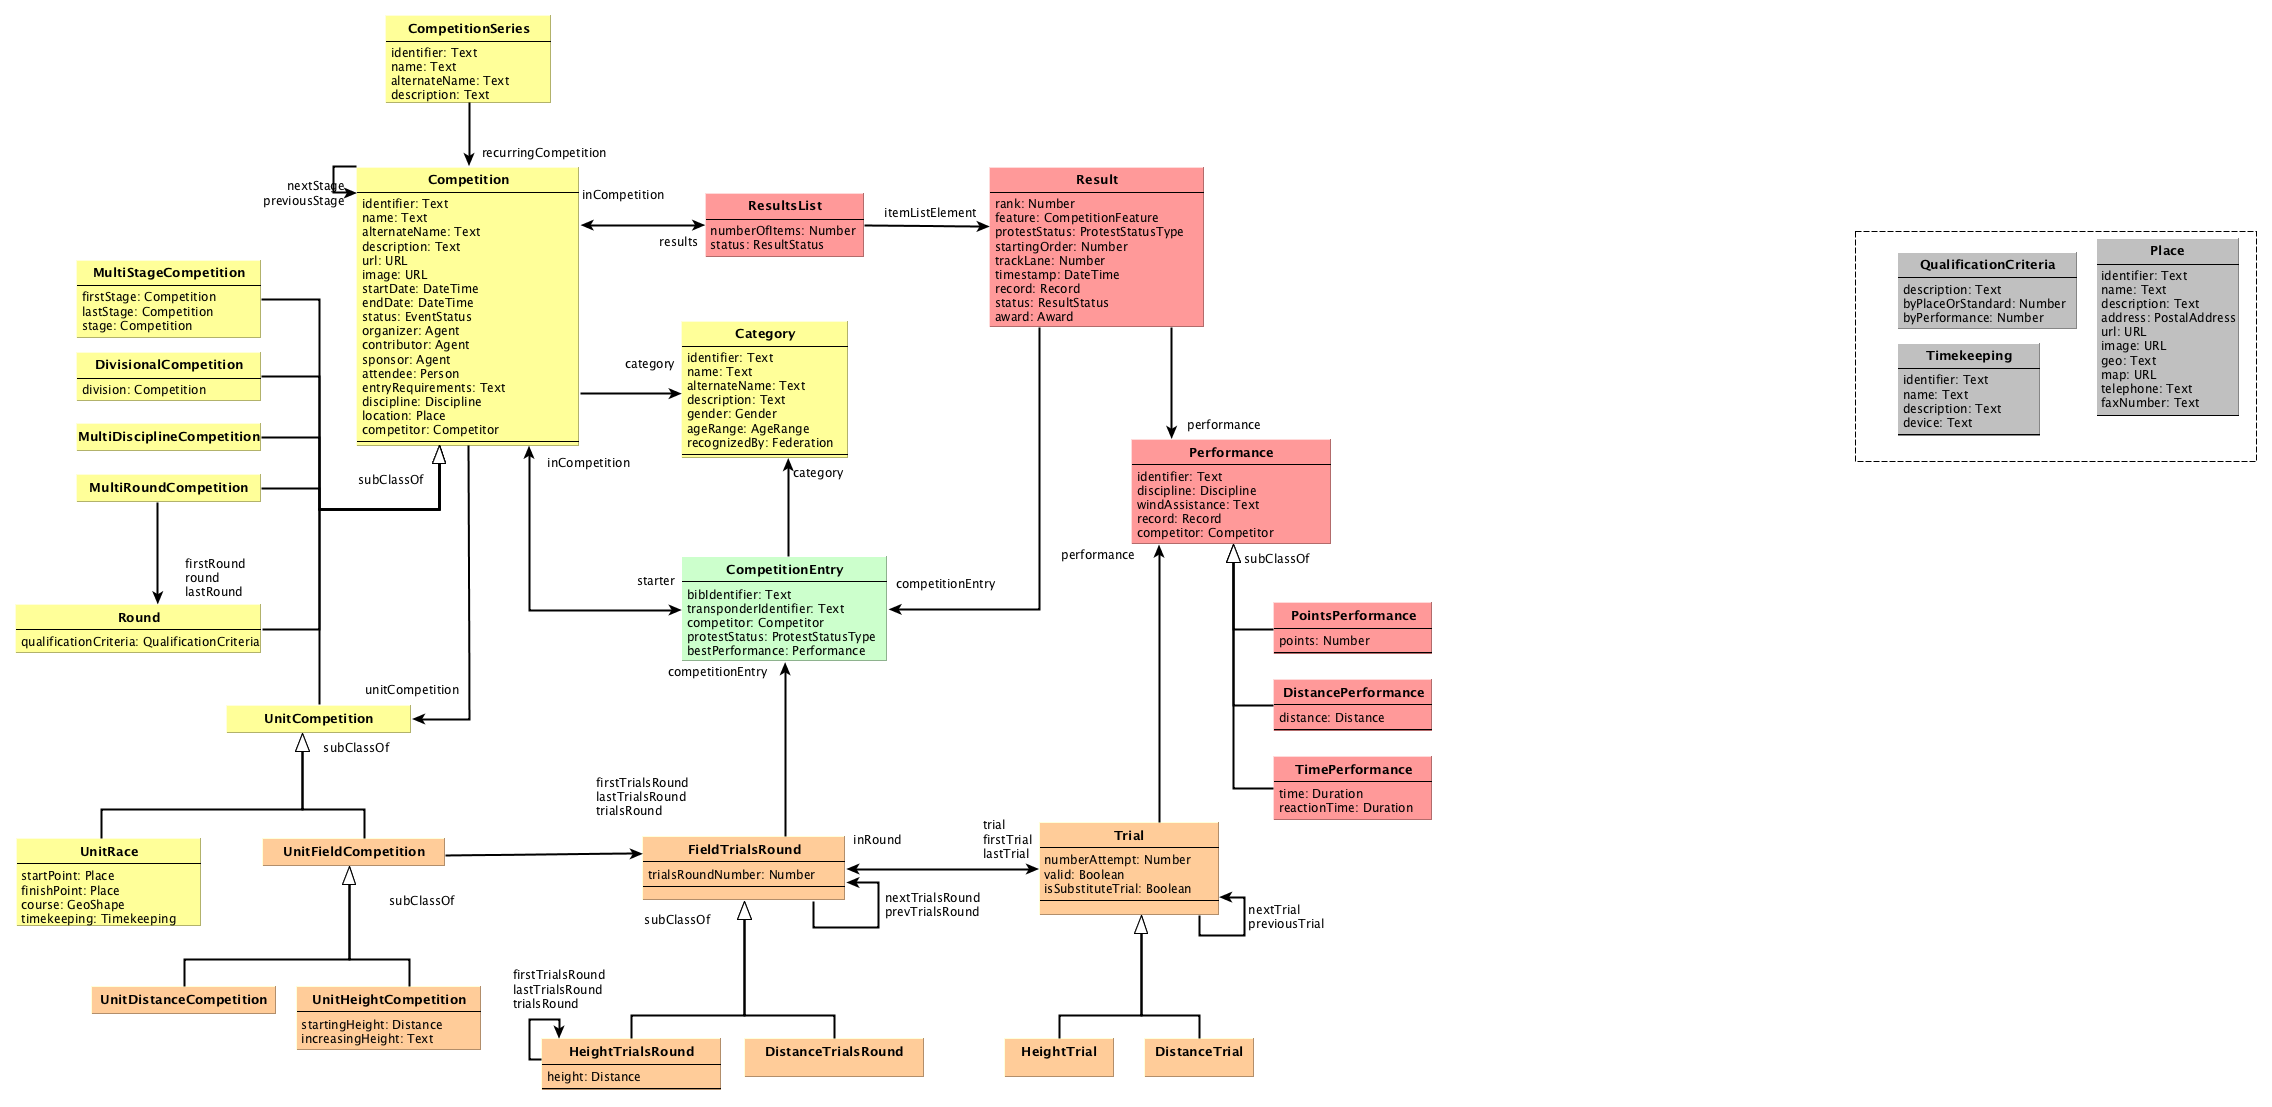 CompetitionSeries
identifier: Text
name: Text
alternateName: Text
description: Text
recurringCompetition
nextStage
previousStage
Competition
identifier: Text
name: Text
alternateName: Text
description: Text
url: URL
image: URL
startDate: DateTime
endDate: DateTime
status: EventStatus
organizer: Agent
contributor: Agent
sponsor: Agent
attendee: Person
entryRequirements: Text
discipline: Discipline
location: Place
competitor: Competitor
inCompetition
results
ResultsList
numberOfItems: Number
status: ResultStatus
itemListElement
Result
rank: Number
feature: CompetitionFeature
protestStatus: ProtestStatusType
startingOrder: Number
trackLane: Number
timestamp: DateTime
record: Record
status: ResultStatus
award: Award
QualificationCriteria
description: Text
byPlaceOrStandard: Number
byPerformance: Number
Timekeeping
identifier: Text
name: Text
description: Text
device: Text
Place
identifier: Text
name: Text
description: Text
address: PostalAddress
url: URL
image: URL
geo: Text
map: URL
telephone: Text
faxNumber: Text
MultiStageCompetition
firstStage: Competition
lastStage: Competition
stage: Competition
DivisionalCompetition
division: Competition
MultiDisciplineCompetition
MultiRoundCompetition
firstRound
round
lastRound
Round
qualificationCriteria: QualificationCriteria
subClassOf
category
Category
identifier: Text
name: Text
alternateName: Text
description: Text
gender: Gender
ageRange: AgeRange
recognizedBy: Federation
category
inCompetition
starter
CompetitionEntry
bibIdentifier: Text
transponderIdentifier: Text
competitor: Competitor
protestStatus: ProtestStatusType
bestPerformance: Performance
competitionEntry
competitionEntry
performance
Performance
identifier: Text
discipline: Discipline
windAssistance: Text
record: Record
competitor: Competitor
performance
subClassOf
PointsPerformance
points: Number
DistancePerformance
distance: Distance
TimePerformance
time: Duration
reactionTime: Duration
unitCompetition
UnitCompetition
subClassOf
UnitRace
startPoint: Place
finishPoint: Place
course: GeoShape
timekeeping: Timekeeping
UnitFieldCompetition
subClassOf
UnitDistanceCompetition
UnitHeightCompetition
startingHeight: Distance
increasingHeight: Text
firstTrialsRound
lastTrialsRound
trialsRound
FieldTrialsRound
trialsRoundNumber: Number
inRound
nextTrialsRound
prevTrialsRound
subClassOf
firstTrialsRound
lastTrialsRound
trialsRound
HeightTrialsRound
height: Distance
DistanceTrialsRound
trial
firstTrial
lastTrial
Trial
numberAttempt: Number
valid: Boolean
isSubstituteTrial: Boolean
nextTrial
previousTrial
HeightTrial
DistanceTrial